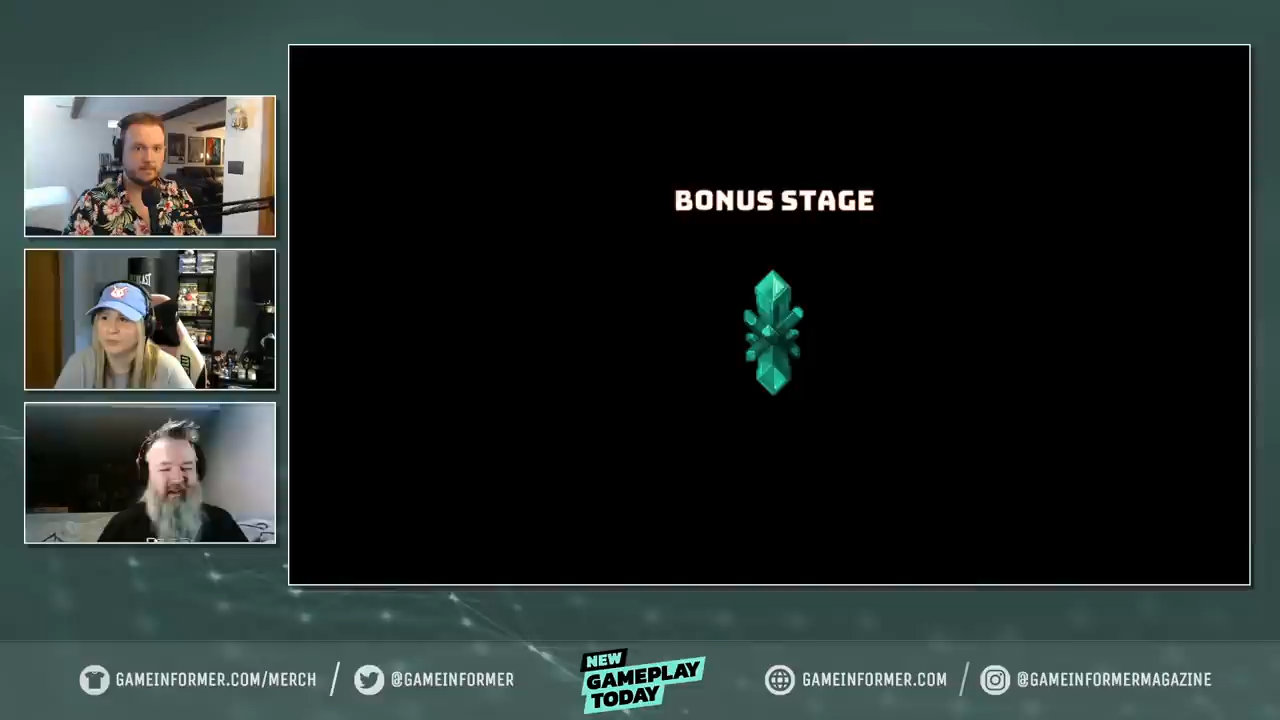 BONUS STAGE
GAMEINFORMER.COM/MERCH
@GAMEINFORMER
NEW
GAMEPLAY
TODAY
GAMEINFORMER.COM
@GAMEINFORMERMAGAZINE